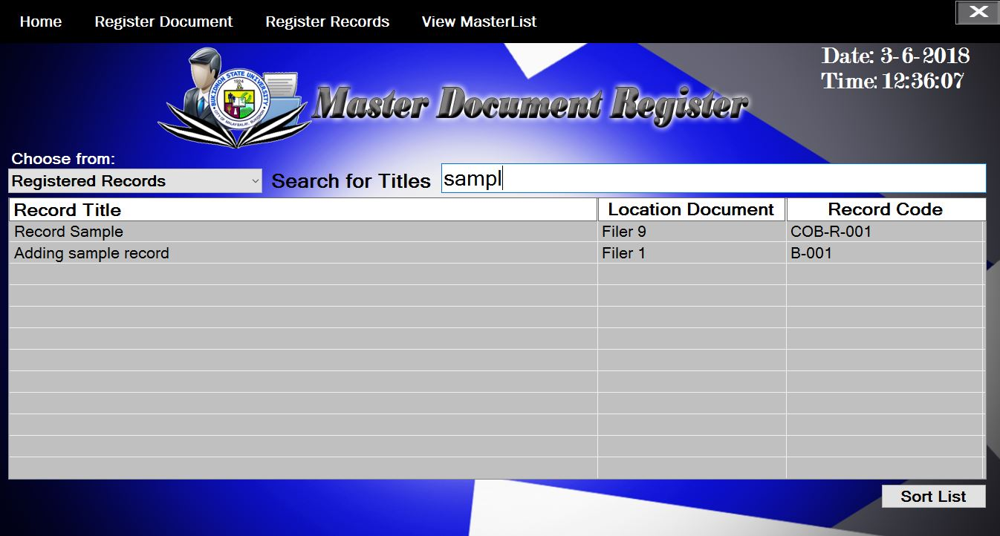 Home Register Document Register Records View MasterList
X
Date: 3-6-2018
Time: 12:36:07
BUKIDNON STATE UNIVERSITY
1924
CITY OF MALAYBALAY, BUKIDNON
Master Document Register
Choose from:
Registered Records
Search for Titles sampl
Record Title Location Document Record Code
Record Sample Filer 9 COB-R-001
Adding sample record Filer 1 B-001
Sort List